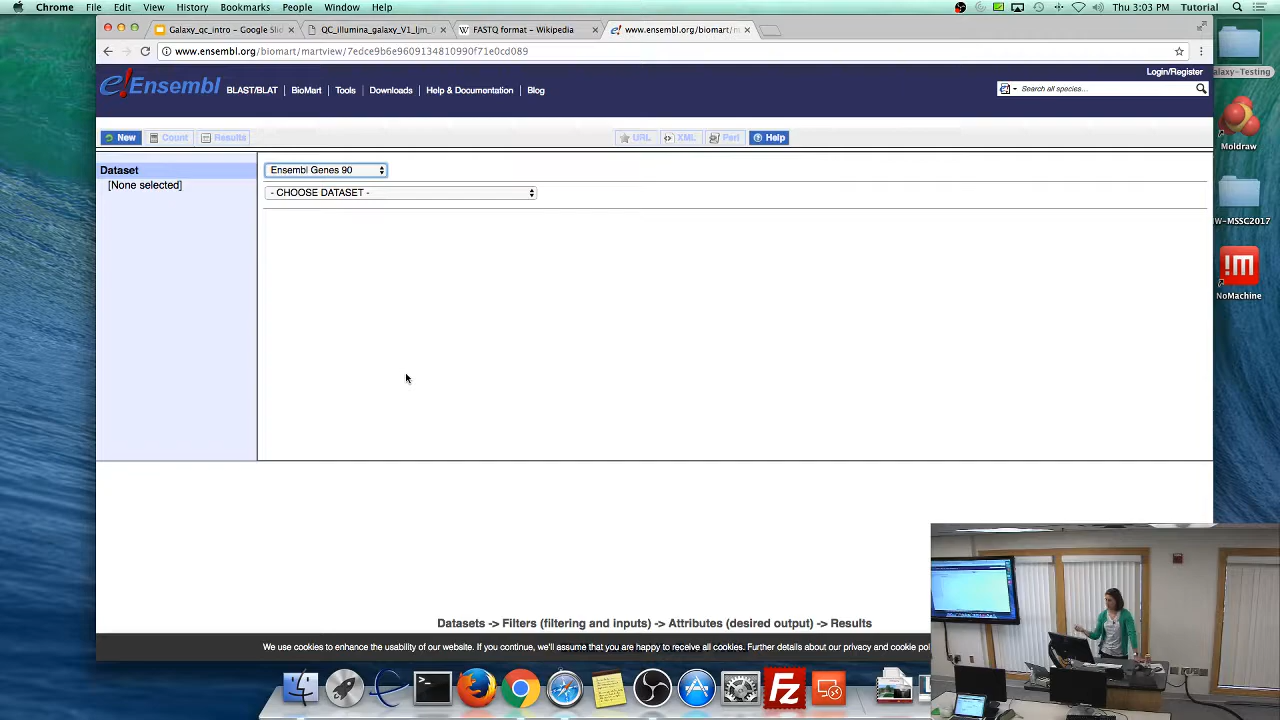 Chrome File Edit View History Bookmarks People Window Help
Thu 3:03 PM Tutorial
Galaxy_qc_intro - Google Slid
QC_illumina_galaxy_V1_ljm_l
FASTQ format - Wikipedia
www.ensembl.org/biomart/m
www.ensembl.org/biomart/martview/7edce9b6e9609134810990f71e0cd089
Login/Register
e!Ensembl
BLAST/BLAT | BioMart | Tools | Downloads | Help & Documentation | Blog
Search all species...
New Count Results
URL XML Perl Help
Dataset
[None selected]
Ensembl Genes 90
- CHOOSE DATASET -
Datasets -> Filters (filtering and inputs) -> Attributes (desired output) -> Results
We use cookies to enhance the usability of our website. If you continue, we'll assume that you are happy to receive all cookies. Further details about our privacy and cookie pol
alaxy-Testing
Moldraw
W-MSSC2017
!M
NoMachine
Fz